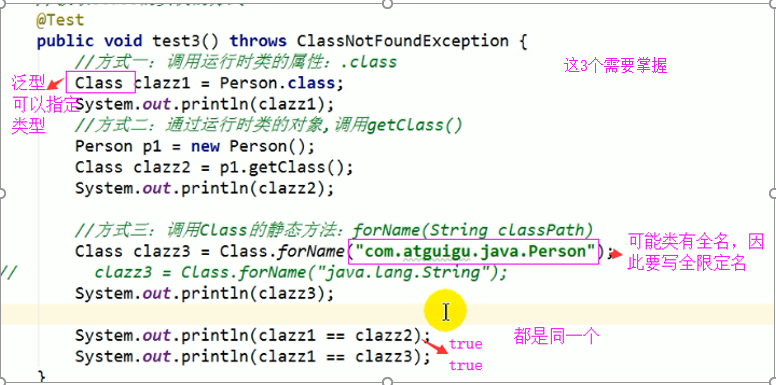 @Test
public void test3() throws ClassNotFoundException {
//方式一：调用运行时类的属性：.class
这3个需要掌握
泛型
可以指定
类型
Class clazz1 = Person.class;
System.out.println(clazz1);
//方式二：通过运行时类的对象,调用getClass()
Person p1 = new Person();
Class clazz2 = p1.getClass();
System.out.println(clazz2);
//方式三：调用Class的静态方法：forName(String classPath)
Class clazz3 = Class.forName("com.atguigu.java.Person");
可能类有全名，因
此要写全限定名
// clazz3 = Class.forName("java.lang.String");
System.out.println(clazz3);
System.out.println(clazz1 == clazz2);
true
都是同一个
System.out.println(clazz1 == clazz3);
true
}